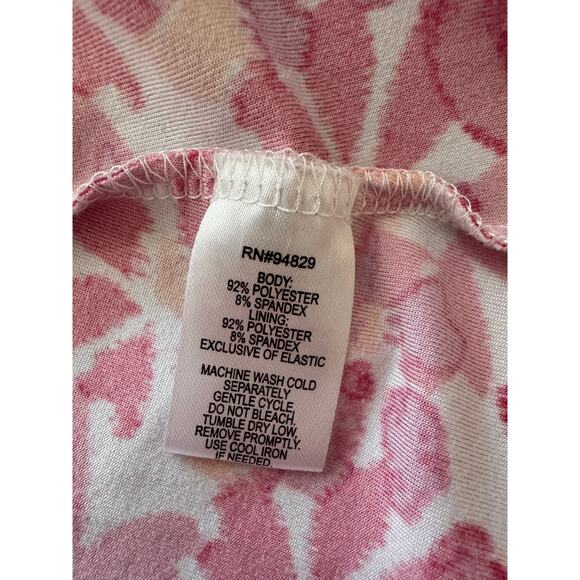 RN#94829
BODY:
92% POLYESTER
8% SPANDEX
LINING:
92% POLYESTER
8% SPANDEX
EXCLUSIVE OF ELASTIC
MACHINE WASH COLD
SEPARATELY
GENTLE CYCLE,
DO NOT BLEACH.
TUMBLE DRY LOW,
REMOVE PROMPTLY.
USE COOL IRON
IF NEEDED.